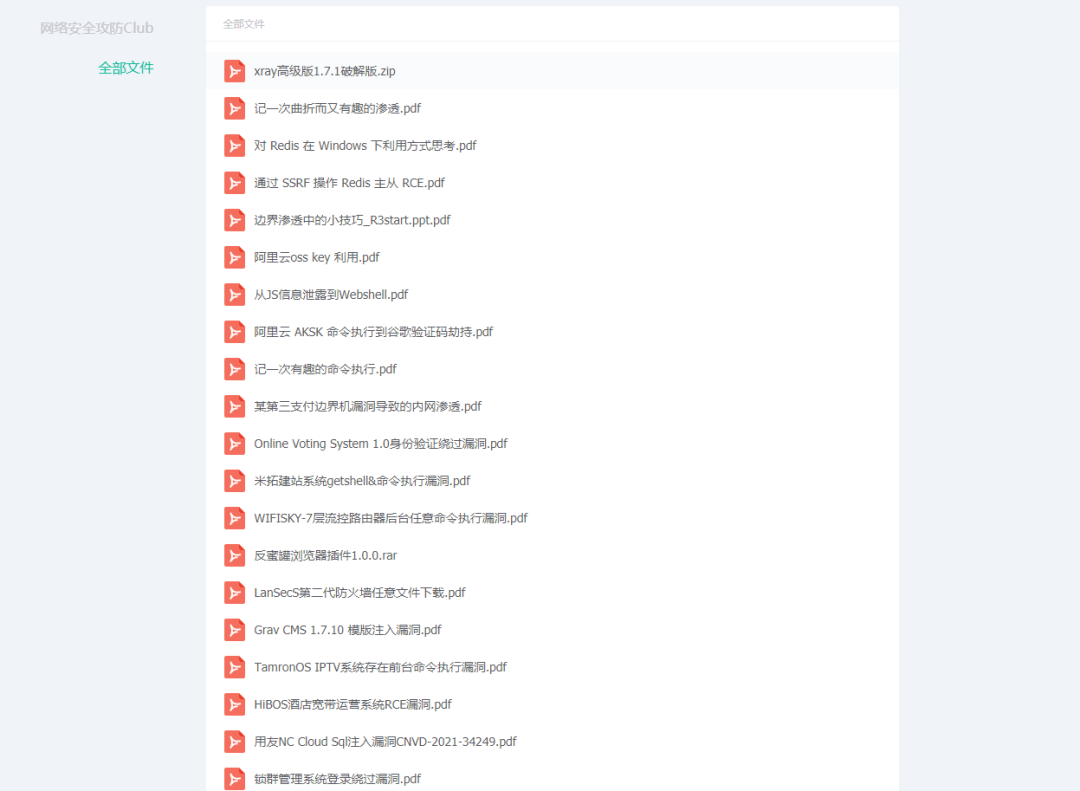 网络安全攻防Club
全部文件
全部文件
xray高级版1.7.1破解版.zip
记一次曲折而又有趣的渗透.pdf
对 Redis 在 Windows 下利用方式思考.pdf
通过 SSRF 操作 Redis 主从 RCE.pdf
边界渗透中的小技巧_R3start.ppt.pdf
阿里云oss key 利用.pdf
从JS信息泄露到Webshell.pdf
阿里云 AKSK 命令执行到谷歌验证码劫持.pdf
记一次有趣的命令执行.pdf
某第三支付边界机漏洞导致的内网渗透.pdf
Online Voting System 1.0身份验证绕过漏洞.pdf
米拓建站系统getshell&命令执行漏洞.pdf
WIFISKY-7层流控路由器后台任意命令执行漏洞.pdf
反蜜罐浏览器插件1.0.0.rar
LanSecS第二代防火墙任意文件下载.pdf
Grav CMS 1.7.10 模版注入漏洞.pdf
TamronOS IPTV系统存在前台命令执行漏洞.pdf
HiBOS酒店宽带运营系统RCE漏洞.pdf
用友NC Cloud Sql注入漏洞CNVD-2021-34249.pdf
锁群管理系统登录绕过漏洞.pdf